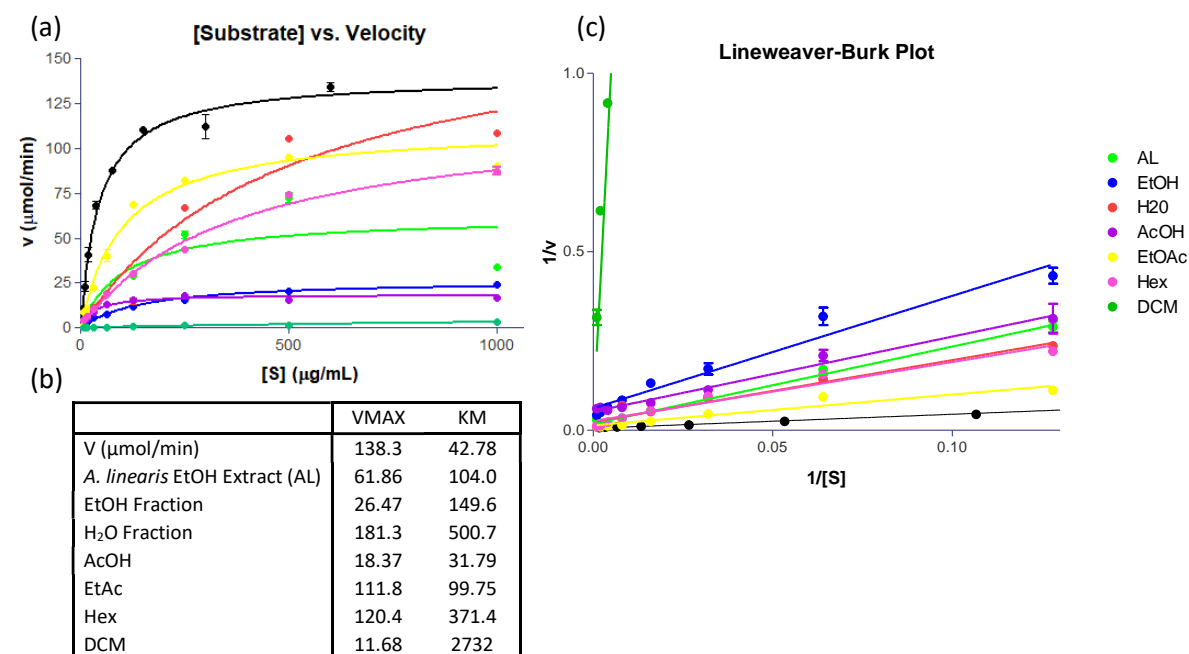 (a)
[Substrate] vs. Velocity
150
125
100
75
50
25
0
v (µmol/min)
0
500
1000
[S] (µg/mL)
(b)
VMAX KM
V (µmol/min) 138.3 42.78
A. linearis EtOH Extract (AL) 61.86 104.0
EtOH Fraction 26.47 149.6
H₂O Fraction 181.3 500.7
AcOH 18.37 31.79
EtAc 111.8 99.75
Hex 120.4 371.4
DCM 11.68 2732
(c)
Lineweaver-Burk Plot
1.0
0.5
0.0
1/v
0.00
0.05
0.10
1/[S]
AL
EtOH
H20
AcOH
EtOAc
Hex
DCM